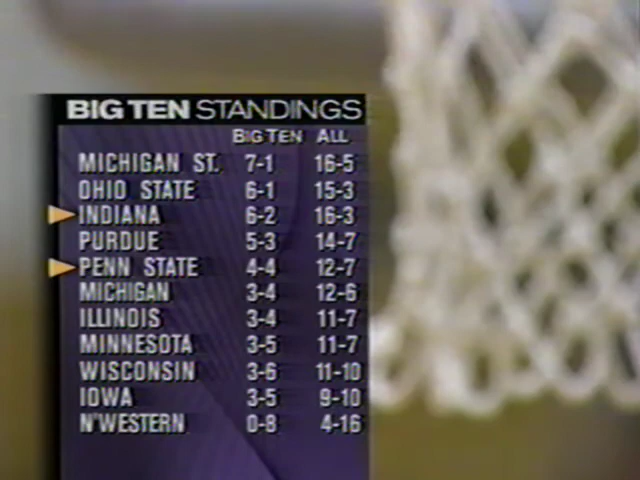 BIG TEN STANDINGS
BIG TEN ALL
MICHIGAN ST. 7-1 16-5
OHIO STATE 6-1 15-3
INDIANA 6-2 16-3
PURDUE 5-3 14-7
PENN STATE 4-4 12-7
MICHIGAN 3-4 12-6
ILLINOIS 3-4 11-7
MINNESOTA 3-5 11-7
WISCONSIN 3-6 11-10
IOWA 3-5 9-10
N'WESTERN 0-8 4-16